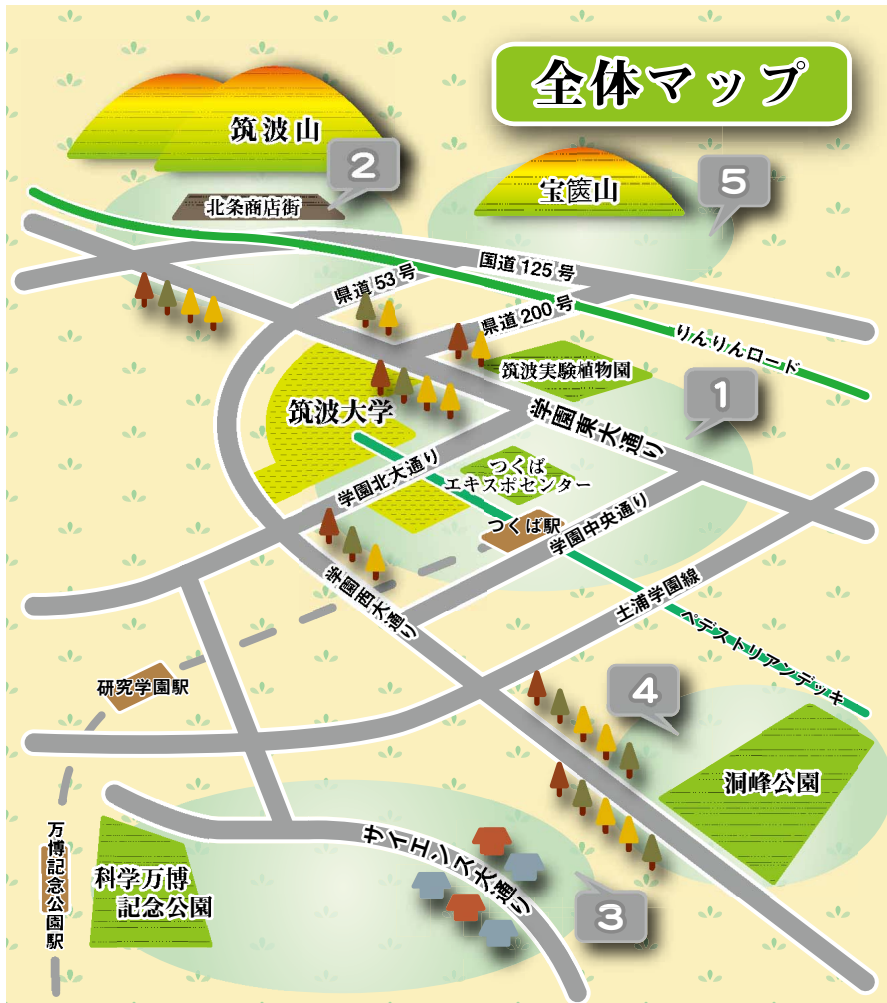 全体マップ
筑波山
2
北条商店街
宝篋山
5
国道125号
県道53号
県道200号
りんりんロード
筑波実験植物園
1
筑波大学
学園東大通り
学園北大通り
つくば
エキスポセンター
つくば駅
学園中央通り
学園西大通り
土浦学園線
ペデストリアンデッキ
研究学園駅
4
洞峰公園
万博記念公園駅
科学万博
記念公園
サイエンス大通り
3